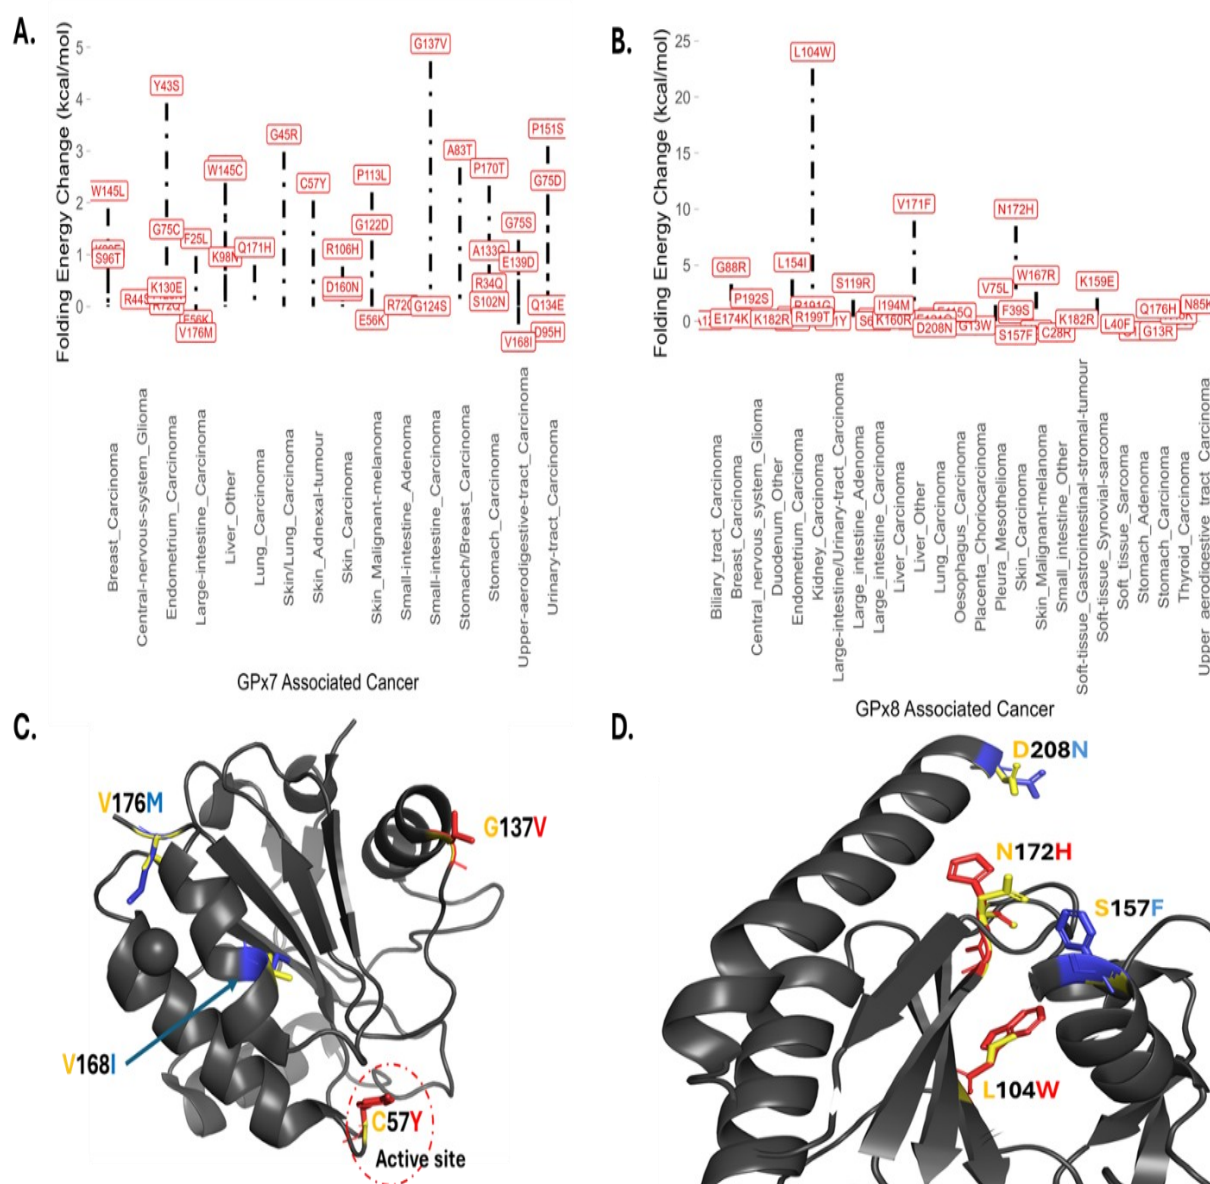 A.
Folding Energy Change (kcal/mol)
5
4
3
2
1
0
W145L
S96T
R44S
Y43S
G75C
K130E
R72Q
F25L
E56K
V176M
W145C
K98N
Q171H
G45R
C57Y
R106H
D160N
P113L
G122D
E56K
G137V
G124S
A83T
P170T
A133G
R34Q
S102N
G75S
E139D
V168I
P151S
G75D
Q134E
D95H
Breast_Carcinoma
Central-nervous-system_Glioma
Endometrium_Carcinoma
Large-intestine_Carcinoma
Liver_Other
Lung_Carcinoma
Skin/Lung_Carcinoma
Skin_Adnexal-tumour
Skin_Carcinoma
Skin_Malignant-melanoma
Small-intestine_Adenoma
Small-intestine_Carcinoma
Stomach/Breast_Carcinoma
Stomach_Carcinoma
Upper-aerodigestive-tract_Carcinoma
Urinary-tract_Carcinoma
GPx7 Associated Cancer
B.
Folding Energy Change (kcal/mol)
25
20
15
10
5
0
G88R
P192S
E174K
K182R
L154I
R199T
L104W
S119R
I194M
K160R
V171F
D208N
G13W
V75L
N172H
F39S
S157F
W167R
C28R
K182R
K159E
L40F
Q176H
G13R
N85K
Biliary_tract_Carcinoma
Breast_Carcinoma
Central_nervous_system_Glioma
Duodenum_Other
Endometrium_Carcinoma
Kidney_Carcinoma
Large-intestine/Urinary-tract_Carcinoma
Large_intestine_Adenoma
Large_intestine_Carcinoma
Liver_Carcinoma
Liver_Other
Lung_Carcinoma
Oesophagus_Carcinoma
Placenta_Choriocarcinoma
Pleura_Mesothelioma
Skin_Carcinoma
Skin_Malignant-melanoma
Small_intestine_Other
Soft-tissue_Gastrointestinal-stromal-tumour
Soft-tissue_Synovial-sarcoma
Soft_tissue_Sarcoma
Stomach_Adenoma
Stomach_Carcinoma
Thyroid_Carcinoma
Upper_aerodigestive_tract_Carcinoma
GPx8 Associated Cancer
C.
V176M
G137V
V168I
C57Y
Active site
D.
D208N
N172H
S157F
L104W